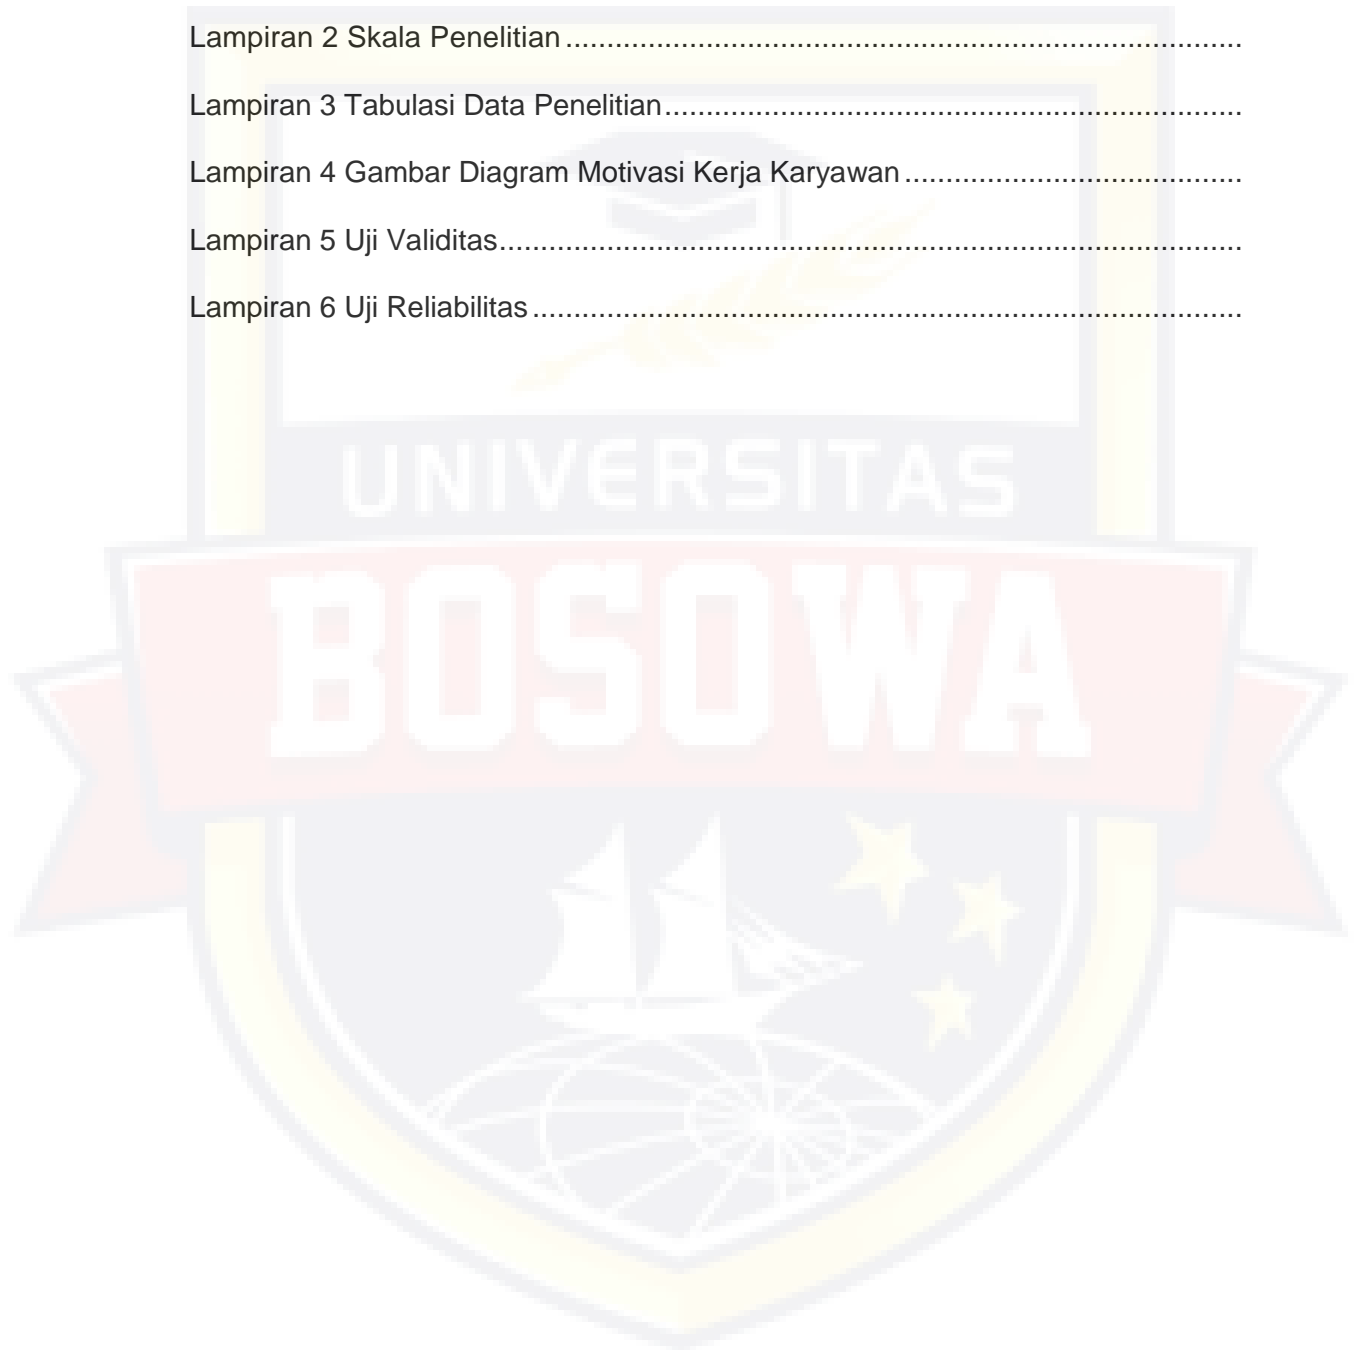 Lampiran 2 Skala Penelitian ..................................................................................
Lampiran 3 Tabulasi Data Penelitian......................................................................
Lampiran 4 Gambar Diagram Motivasi Kerja Karyawan .........................................
Lampiran 5 Uji Validitas..........................................................................................
Lampiran 6 Uji Reliabilitas ......................................................................................
UNIVERSITAS
BOSOWA